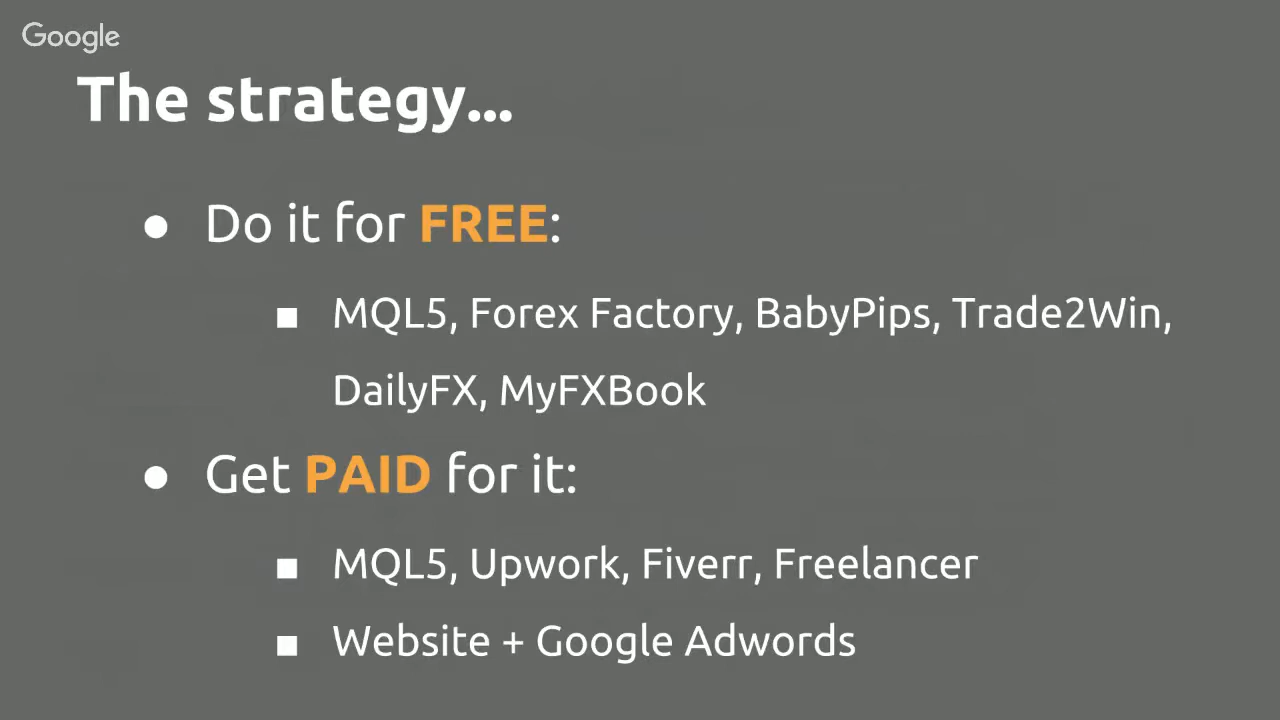 Google
The strategy...
● Do it for FREE:
■ MQL5, Forex Factory, BabyPips, Trade2Win,
DailyFX, MyFXBook
● Get PAID for it:
■ MQL5, Upwork, Fiverr, Freelancer
■ Website + Google Adwords